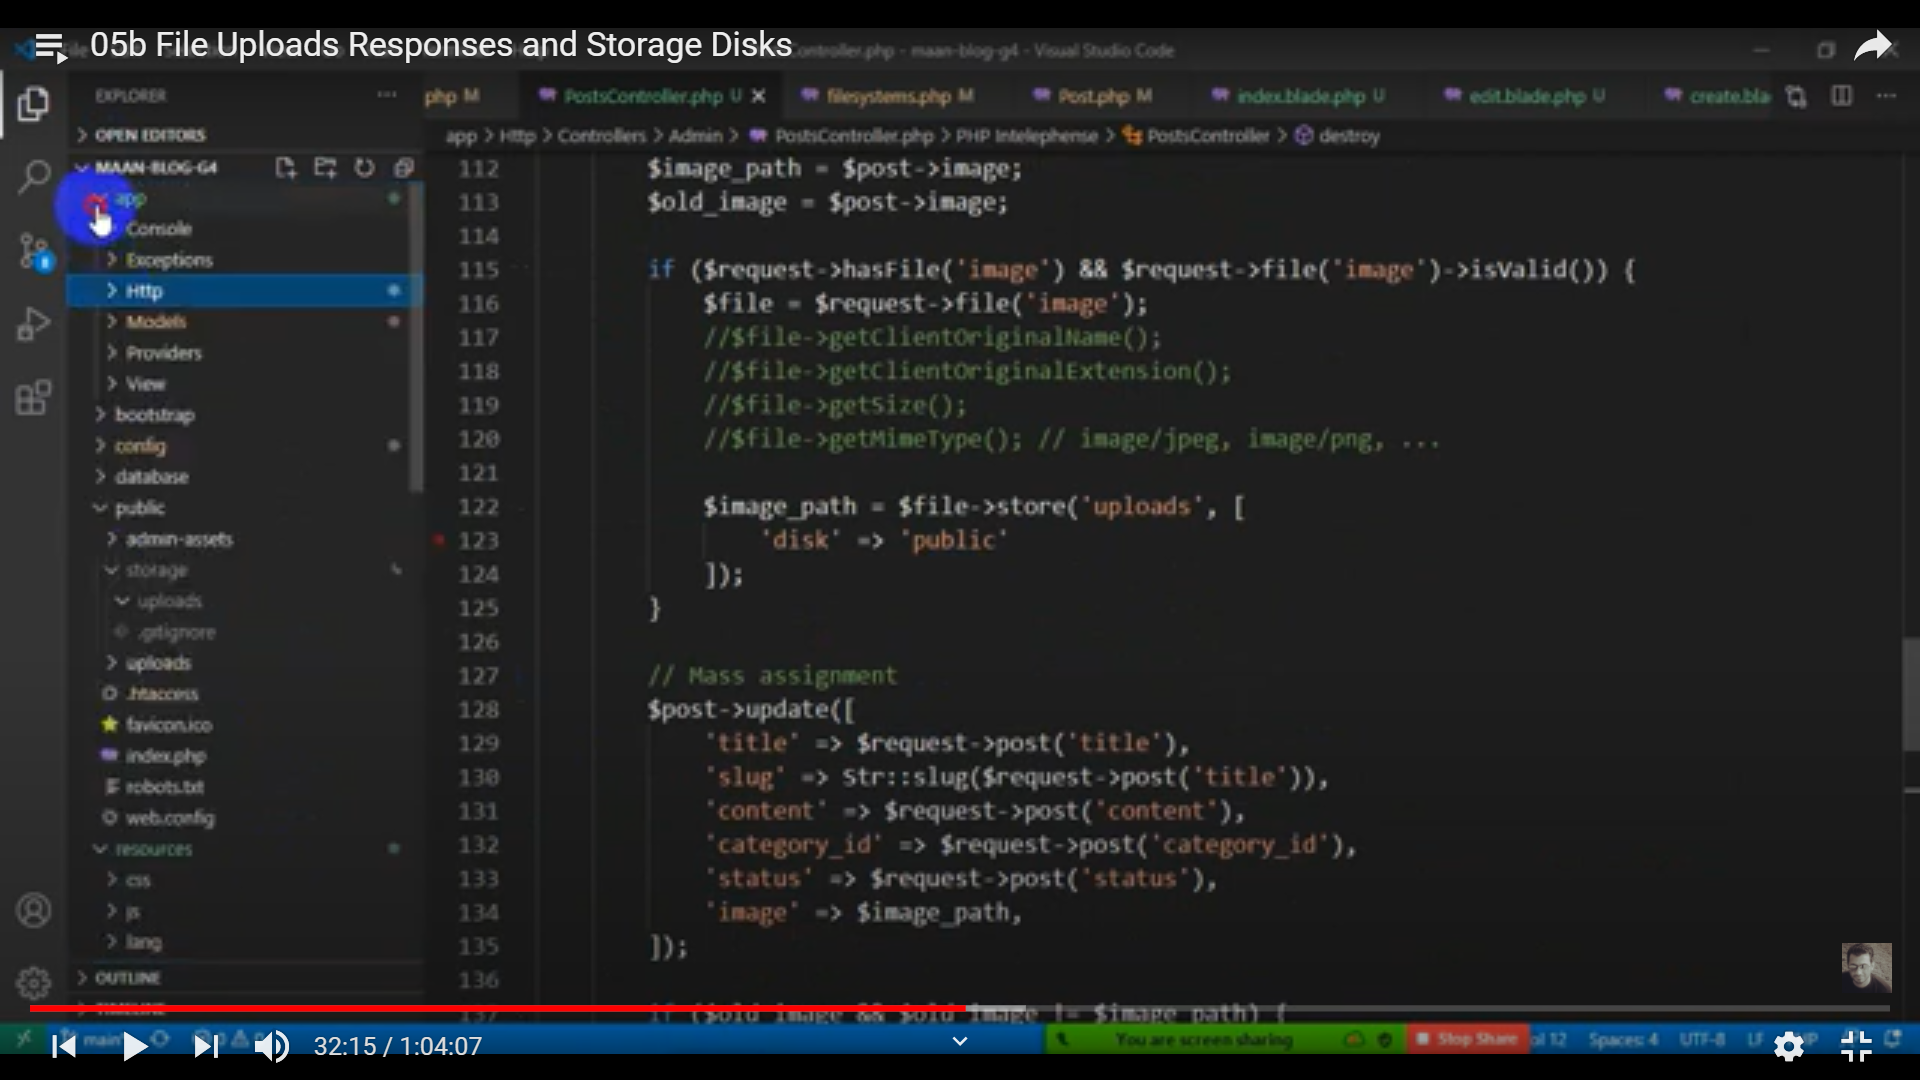 05b File Uploads Responses and Storage Disks
Controller.php - maan-blog-g4 - Visual Studio Code
EXPLORER
php M
PostsController.php U
filesystems.php M
Post.php M
index.blade.php U
edit.blade.php U
create.bla
OPEN EDITORS
app > Http > Controllers > Admin > PostsController.php > PHP Intelephense > PostsController > destroy
MAAN-BLOG-G4
app
Console
Exceptions
Http
Models
Providers
View
bootstrap
config
database
public
admin-assets
storage
uploads
.gitignore
uploads
.htaccess
favicon.ico
index.php
robots.txt
web.config
resources
css
js
lang
OUTLINE
TIMELINE
112 $image_path = $post->image;
113 $old_image = $post->image;
114
115 if ($request->hasFile('image') && $request->file('image')->isValid()) {
116 $file = $request->file('image');
117 //$file->getClientOriginalName();
118 //$file->getClientOriginalExtension();
119 //$file->getSize();
120 //$file->getMimeType(); // image/jpeg, image/png, ...
121
122 $image_path = $file->store('uploads', [
123 'disk' => 'public'
124 ]);
125 }
126
127 // Mass assignment
128 $post->update([
129 'title' => $request->post('title'),
130 'slug' => Str::slug($request->post('title')),
131 'content' => $request->post('content'),
132 'category_id' => $request->post('category_id'),
133 'status' => $request->post('status'),
134 'image' => $image_path,
135 ]);
136
137 if ($old_image && $old_image != $image_path) {
main
32:15 / 1:04:07
You are screen sharing
Stop Share
ol 12
Spaces: 4
UTF-8
LF